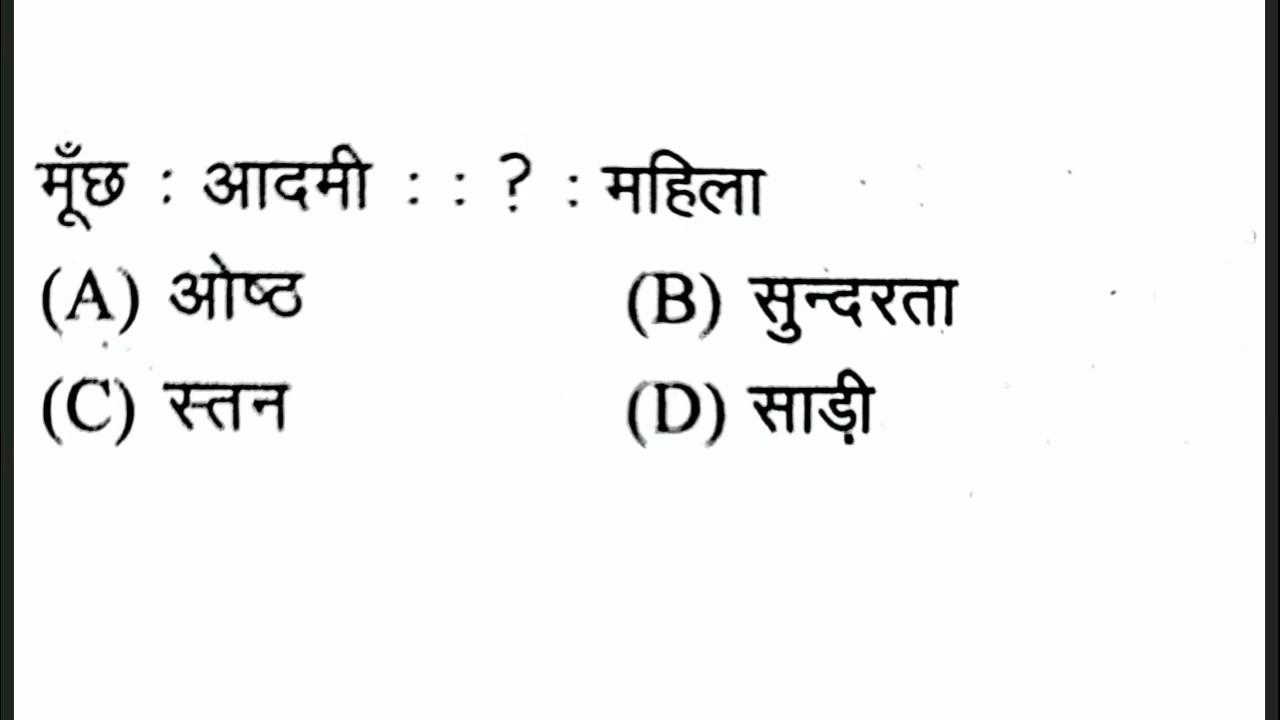 मूँछ : आदमी : : ? : महिला
(A) ओष्ठ (B) सुन्दरता
(C) स्तन (D) साड़ी